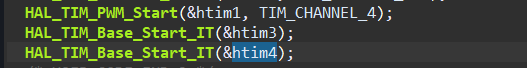 HAL_TIM_PWM_Start(&htim1, TIM_CHANNEL_4);
HAL_TIM_Base_Start_IT(&htim3);
HAL_TIM_Base_Start_IT(&htim4);